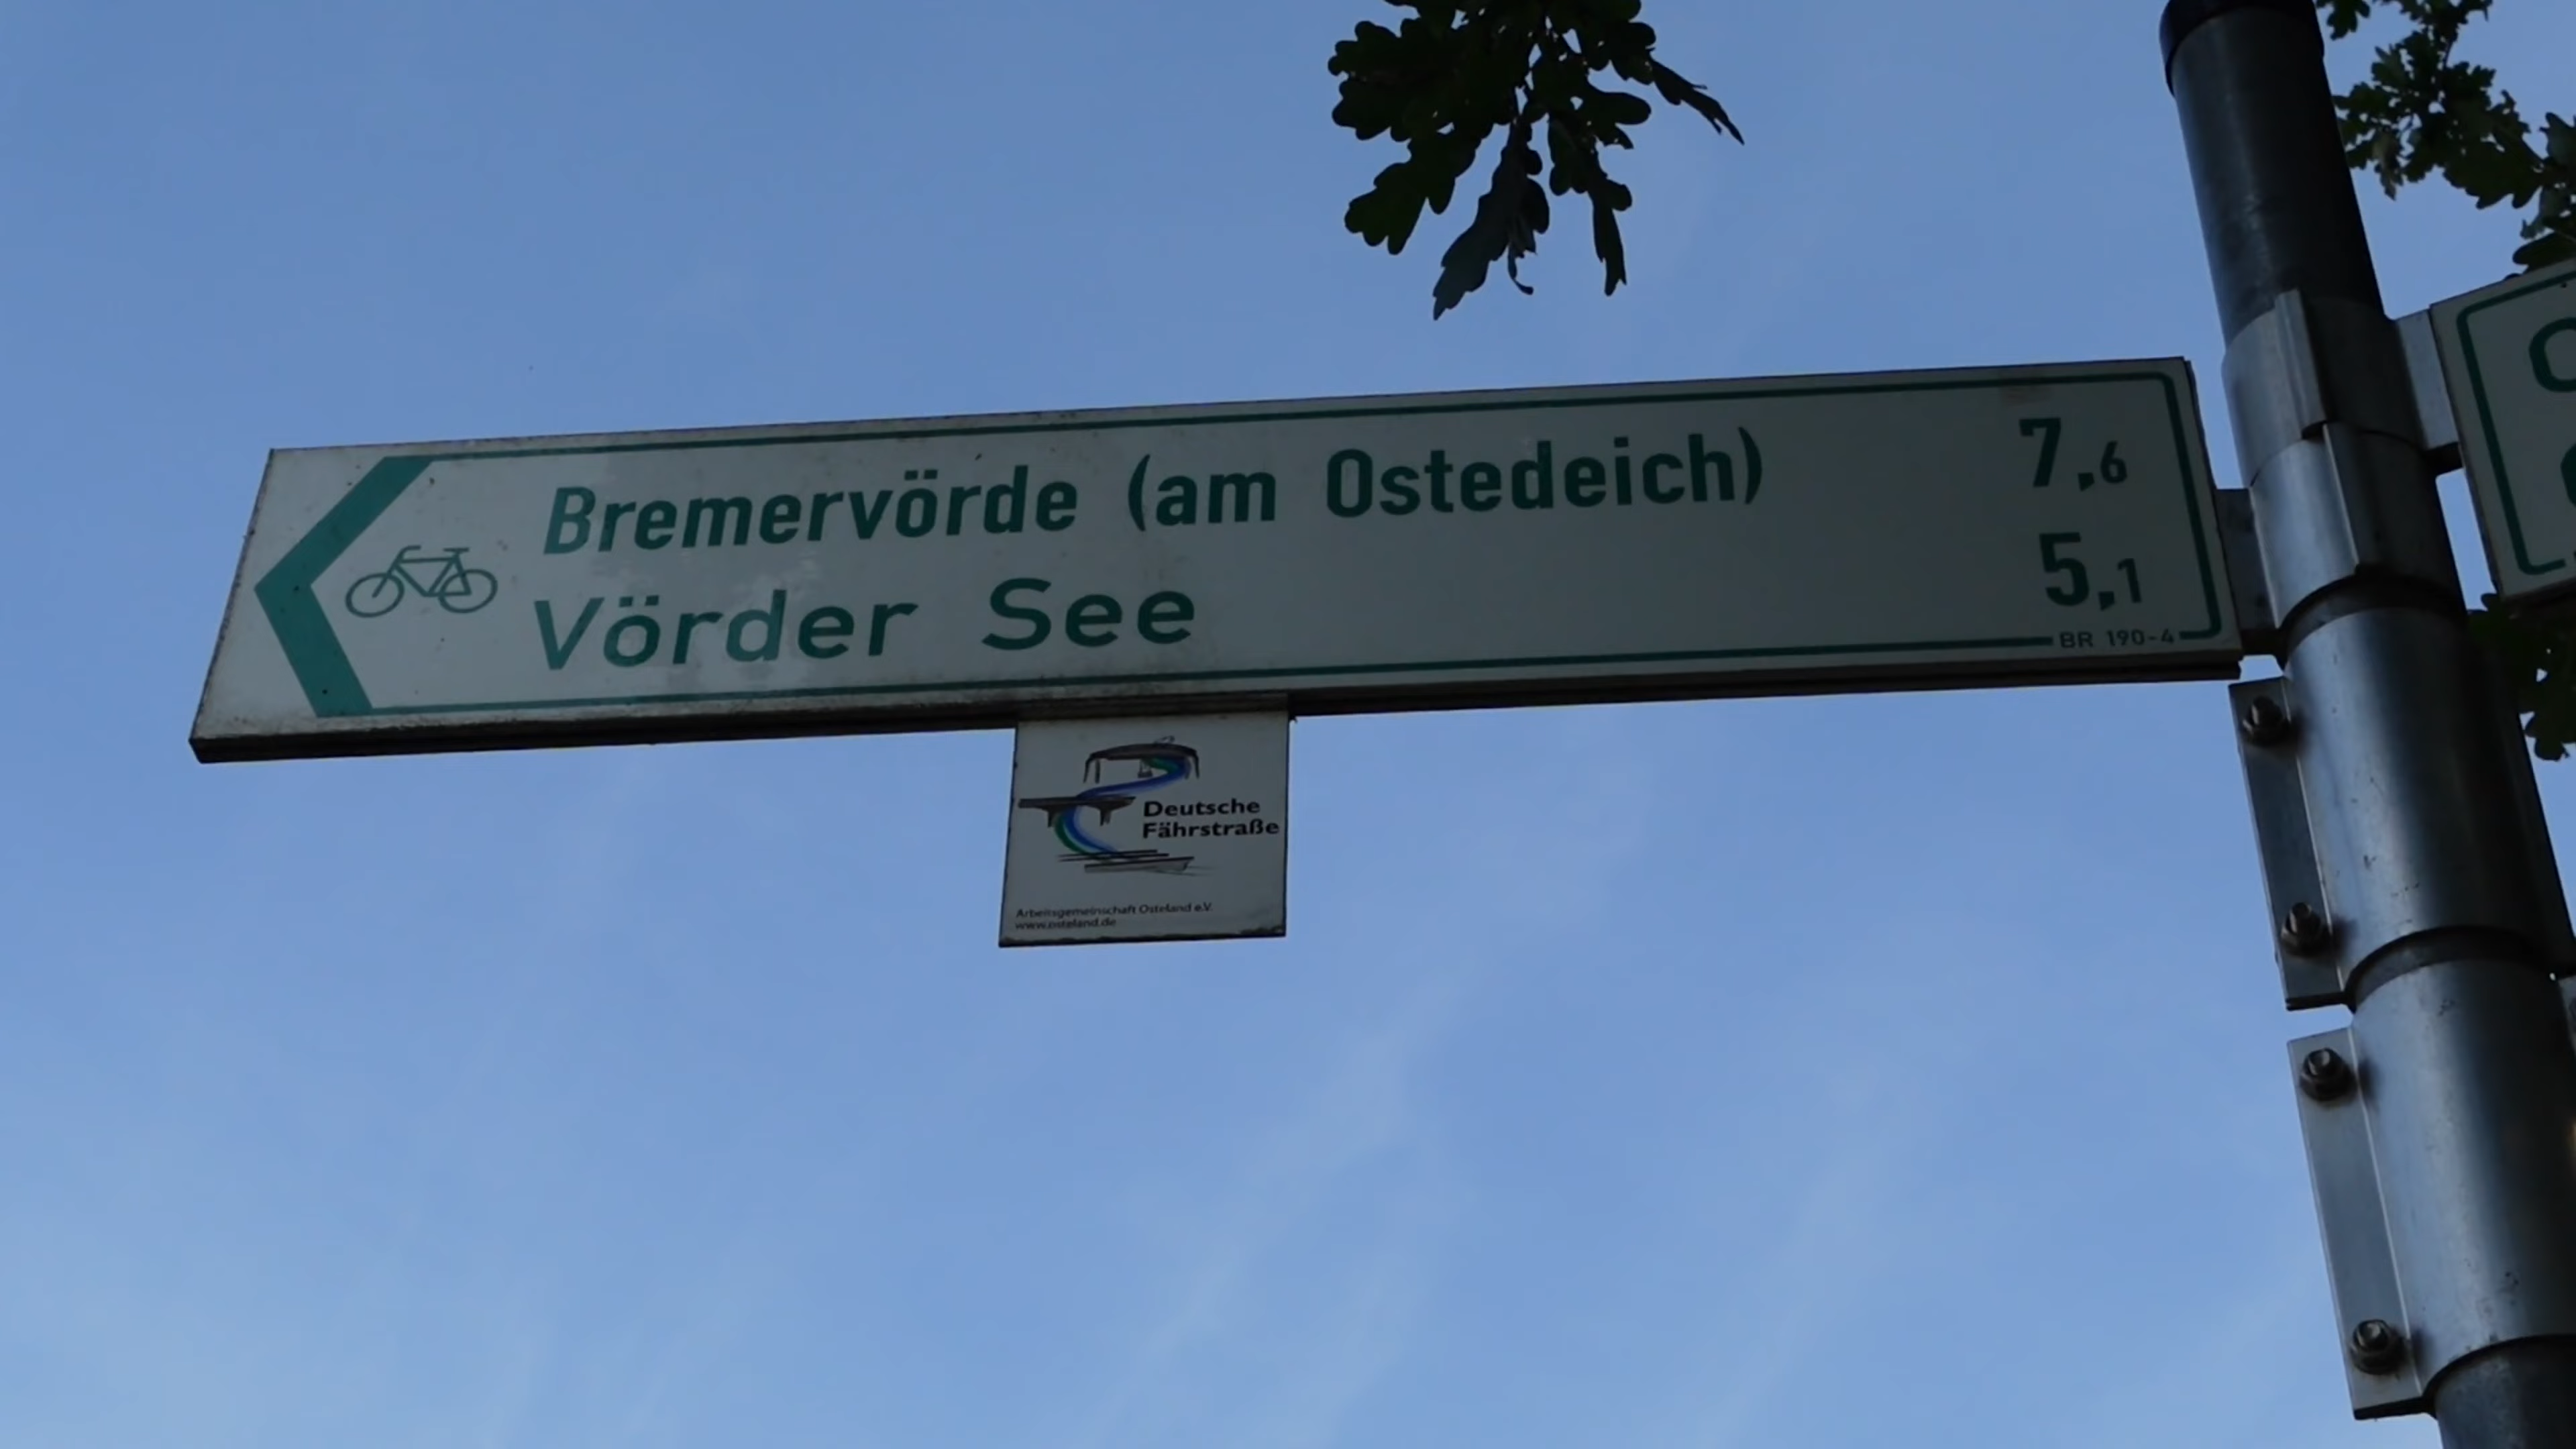 Bremervörde (am Ostedeich) 7,6
Vörder See 5,1
BR 190-4
Deutsche
Fährstraße
Arbeitsgemeinschaft Osteland e.V.
www.osteland.de